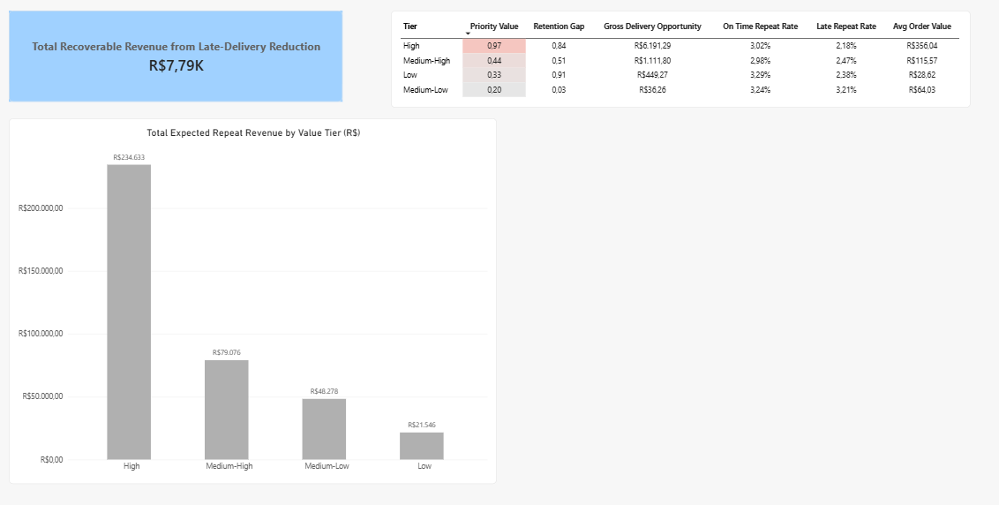 Total Recoverable Revenue from Late-Delivery Reduction
R$7,79K
Tier Priority Value Retention Gap Gross Delivery Opportunity On Time Repeat Rate Late Repeat Rate Avg Order Value
High 0,97 0,84 R$6.191,29 3,02% 2,18% R$356,04
Medium-High 0,44 0,51 R$1.111,80 2,98% 2,47% R$115,57
Low 0,33 0,91 R$449,27 3,29% 2,38% R$28,62
Medium-Low 0,20 0,03 R$36,26 3,24% 3,21% R$64,03
Total Expected Repeat Revenue by Value Tier (R$)
R$234.633
R$200.000,00
R$150.000,00
R$100.000,00
R$79.076
R$50.000,00
R$48.278
R$21.546
R$0,00
High Medium-High Medium-Low Low